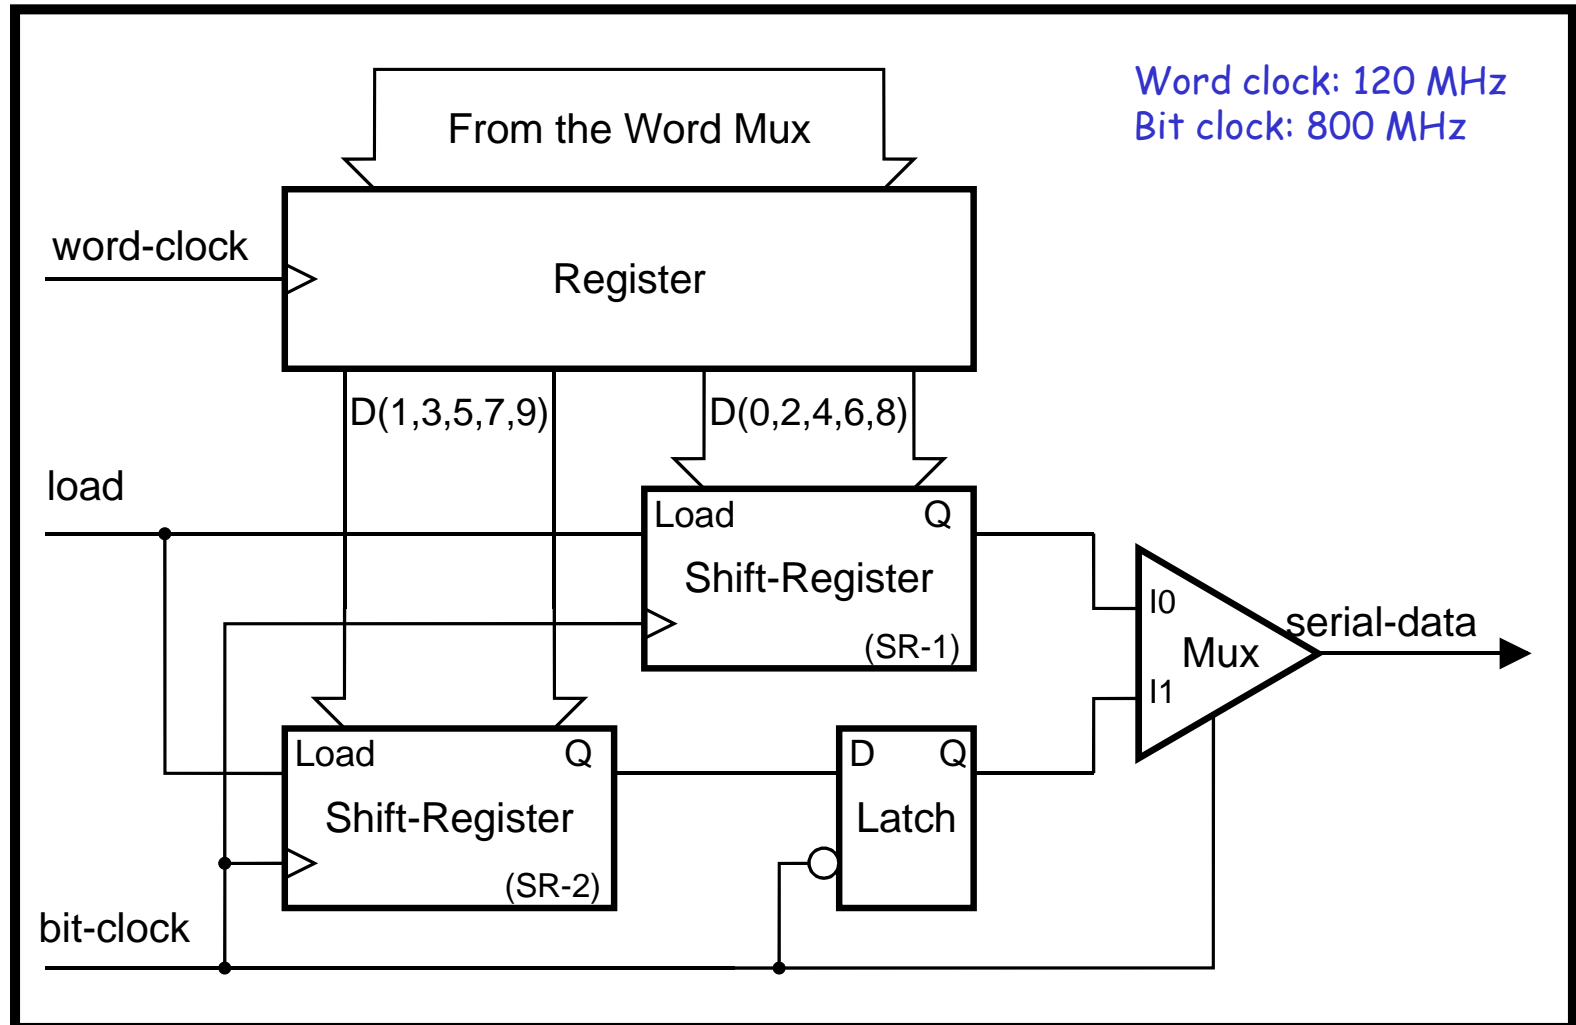 Word clock: 120 MHz
Bit clock: 800 MHz
From the Word Mux
word-clock
Register
D(1,3,5,7,9)
D(0,2,4,6,8)
load
Load
Q
Shift-Register
(SR-1)
I0
I1
Mux
serial-data
Load
Q
Shift-Register
(SR-2)
D
Q
Latch
bit-clock